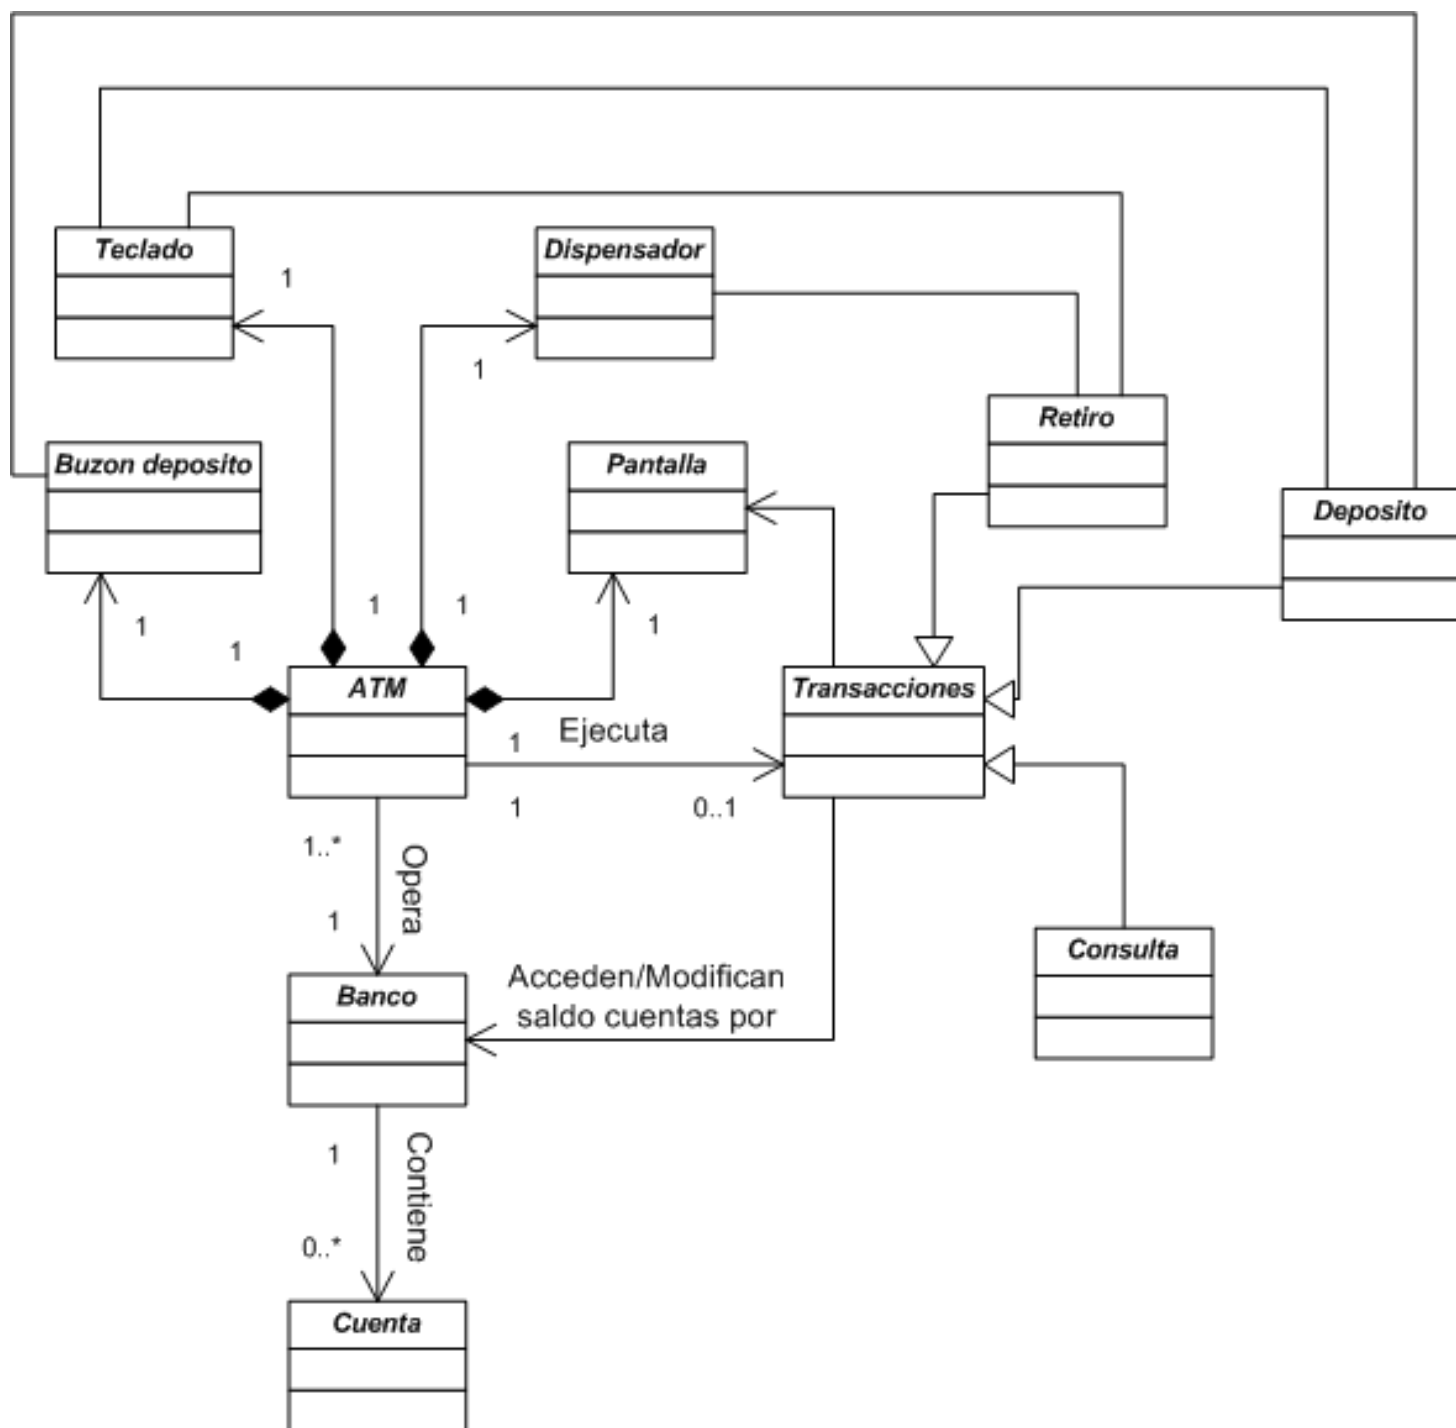 Teclado
Dispensador
1
1
Retiro
Buzon deposito
Pantalla
Deposito
1
1
1
1
1
ATM
Transacciones
Ejecuta
1
1
0..1
1..*
Opera
1
Acceden/Modifican
saldo cuentas por
Consulta
Banco
1
Contiene
0..*
Cuenta